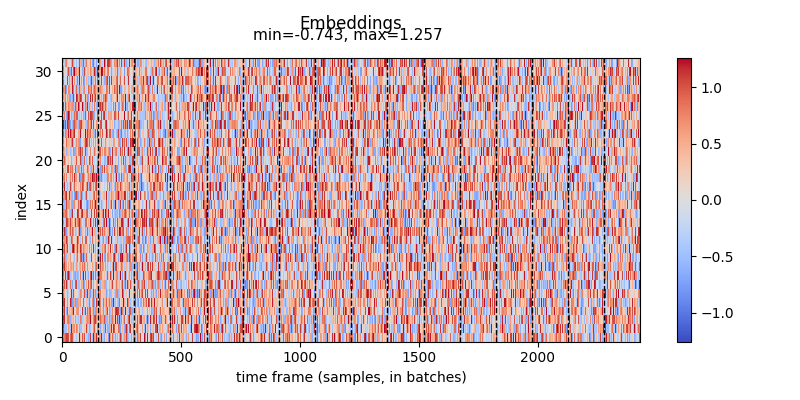 Embeddings
min=-0.743, max=1.257
30
25
20
15
10
5
0
index
0 500 1000 1500 2000
time frame (samples, in batches)
1.0
0.5
0.0
−0.5
−1.0